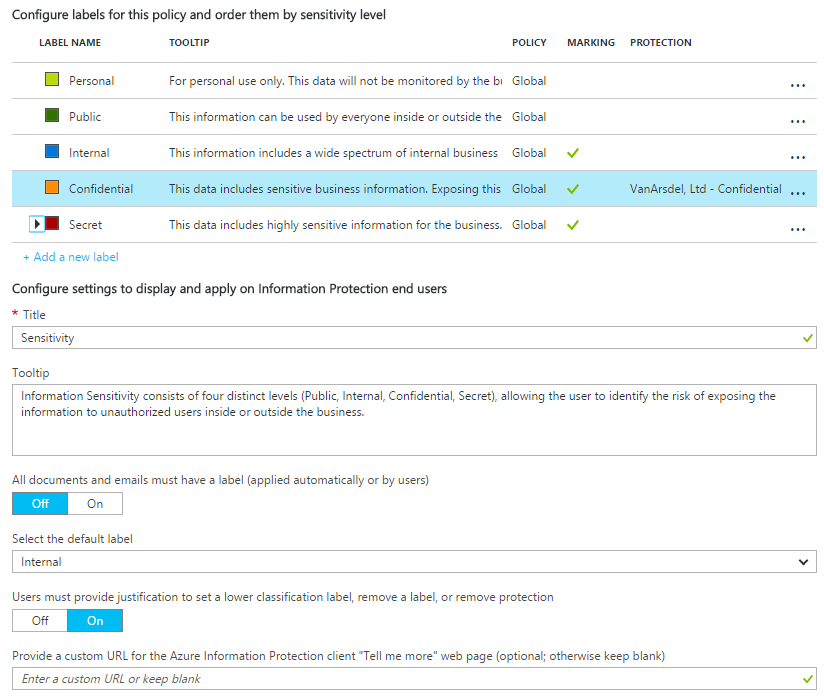 Configure labels for this policy and order them by sensitivity level
LABEL NAME TOOLTIP POLICY MARKING PROTECTION
Personal For personal use only. This data will not be monitored by the Global ...
Public This information can be used by everyone inside or outside the Global ...
Internal This information includes a wide spectrum of internal business Global ...
Confidential This data includes sensitive business information. Exposing this Global VanArsdel, Ltd - Confidential ...
Secret This data includes highly sensitive information for the business. Global ...
+ Add a new label
Configure settings to display and apply on Information Protection end users
* Title
Sensitivity
Tooltip
Information Sensitivity consists of four distinct levels (Public, Internal, Confidential, Secret), allowing the user to identify the risk of exposing the
information to unauthorized users inside or outside the business.
All documents and emails must have a label (applied automatically or by users)
Off On
Select the default label
Internal
Users must provide justification to set a lower classification label, remove a label, or remove protection
Off On
Provide a custom URL for the Azure Information Protection client "Tell me more" web page (optional; otherwise keep blank)
Enter a custom URL or keep blank